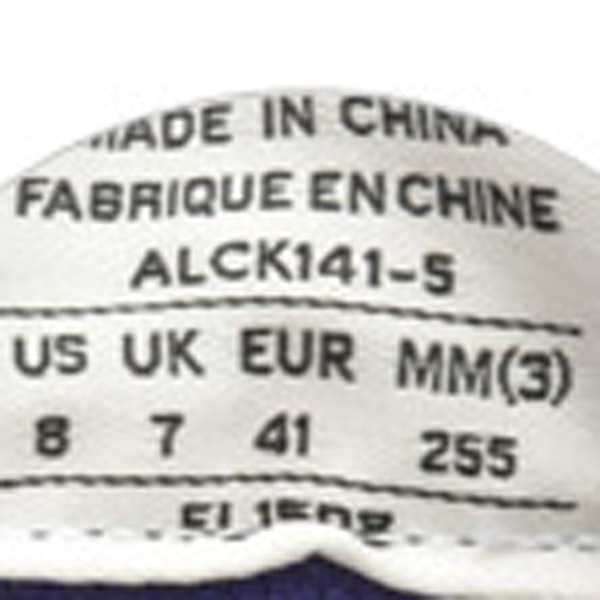 MADE IN CHINA
FABRIQUE EN CHINE
ALCK141-5
US UK EUR MM(3)
8 7 41 255